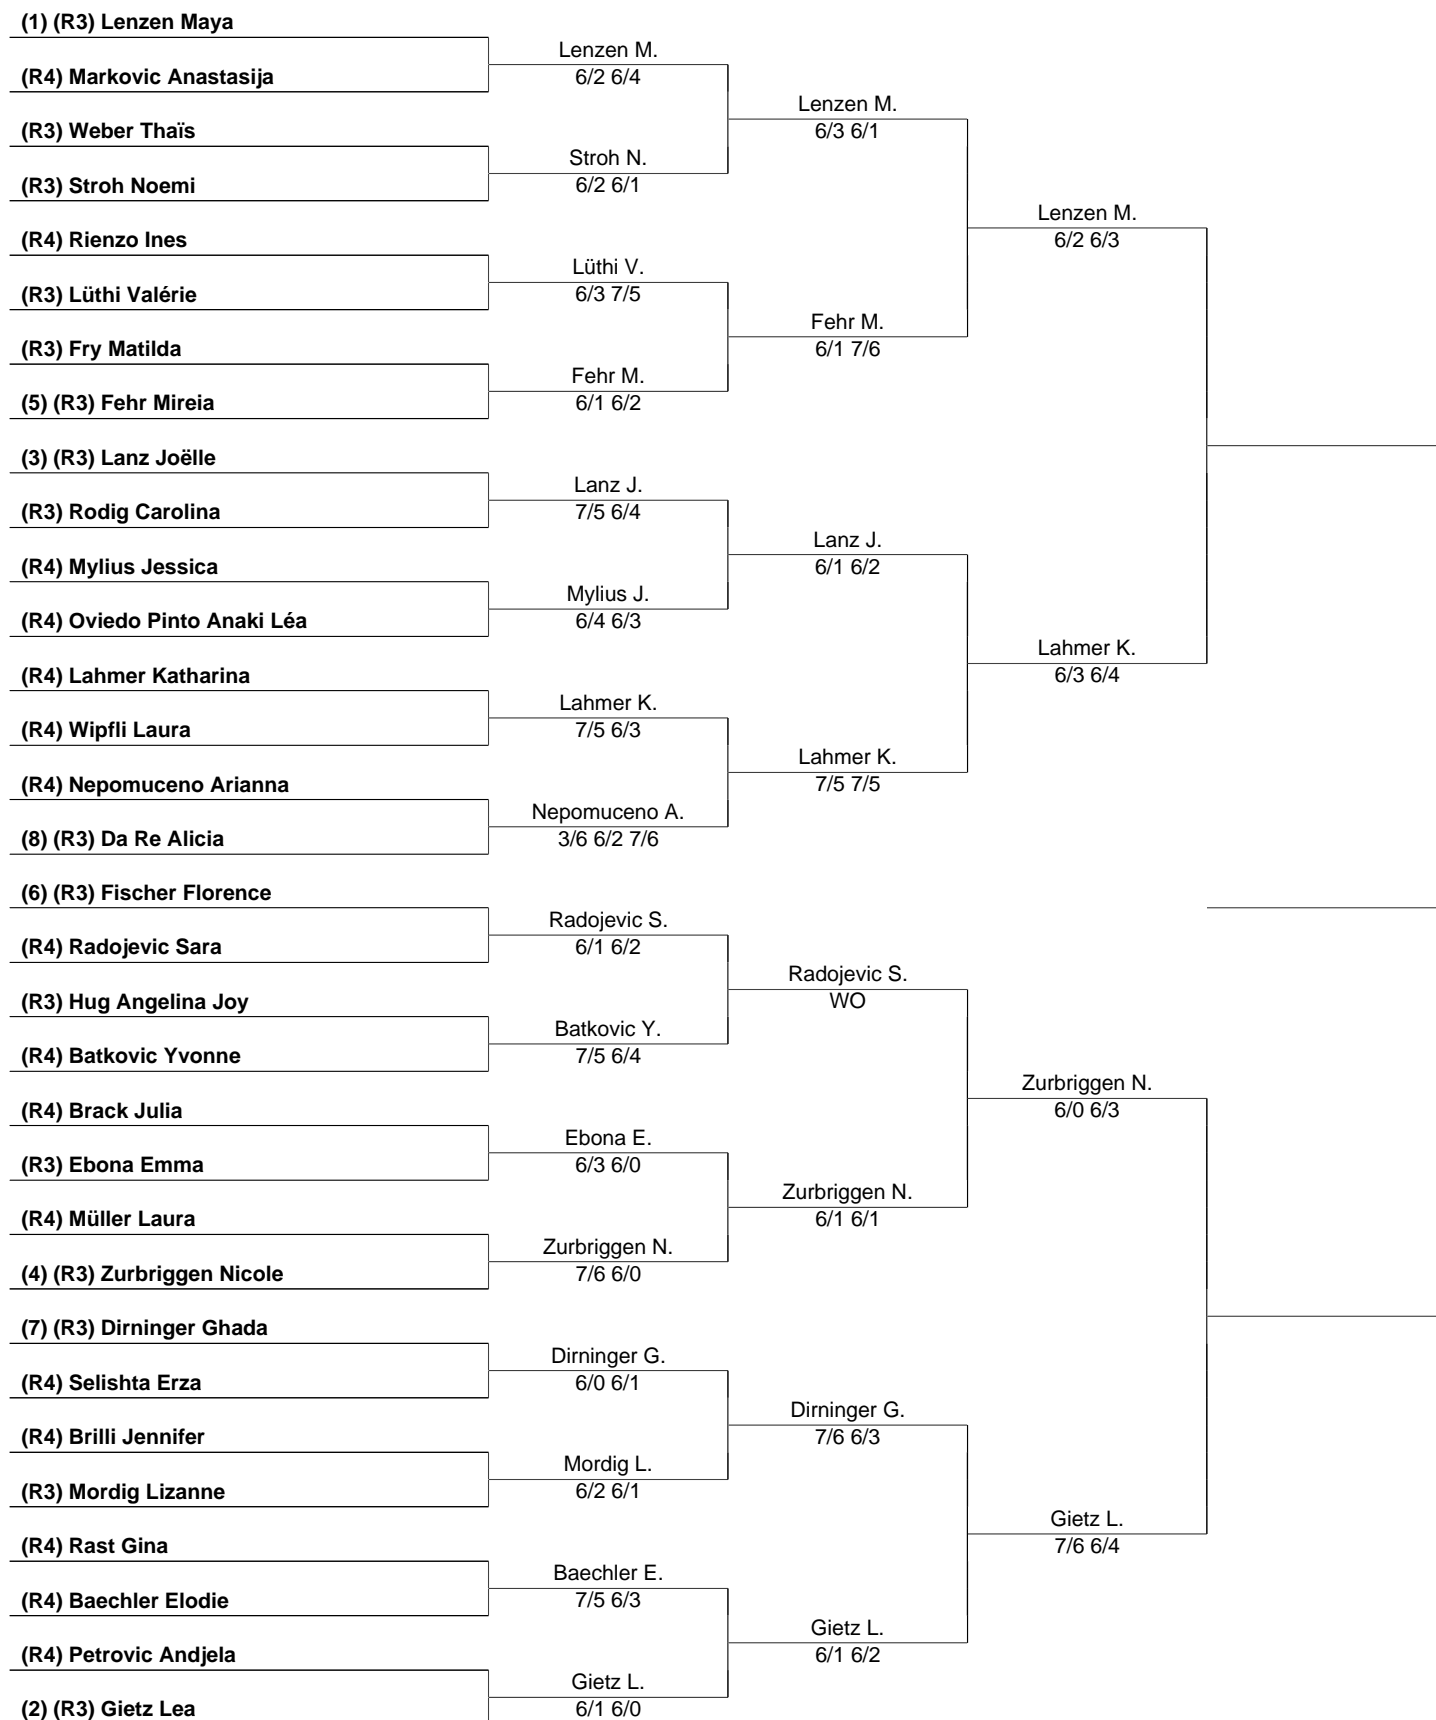 (1) (R3) Lenzen Maya
Lenzen M.
(R4) Markovic Anastasija
6/2 6/4
Lenzen M.
(R3) Weber Thaïs
6/3 6/1
Stroh N.
(R3) Stroh Noemi
6/2 6/1
Lenzen M.
(R4) Rienzo Ines
6/2 6/3
Lüthi V.
(R3) Lüthi Valérie
6/3 7/5
Fehr M.
(R3) Fry Matilda
6/1 7/6
Fehr M.
(5) (R3) Fehr Mireia
6/1 6/2
(3) (R3) Lanz Joëlle
Lanz J.
(R3) Rodig Carolina
7/5 6/4
Lanz J.
(R4) Mylius Jessica
6/1 6/2
Mylius J.
(R4) Oviedo Pinto Anaki Léa
6/4 6/3
Lahmer K.
(R4) Lahmer Katharina
6/3 6/4
Lahmer K.
(R4) Wipfli Laura
7/5 6/3
Lahmer K.
(R4) Nepomuceno Arianna
7/5 7/5
Nepomuceno A.
(8) (R3) Da Re Alicia
3/6 6/2 7/6
(6) (R3) Fischer Florence
Radojevic S.
(R4) Radojevic Sara
6/1 6/2
Radojevic S.
(R3) Hug Angelina Joy
WO
Batkovic Y.
(R4) Batkovic Yvonne
7/5 6/4
Zurbriggen N.
(R4) Brack Julia
6/0 6/3
Ebona E.
(R3) Ebona Emma
6/3 6/0
Zurbriggen N.
(R4) Müller Laura
6/1 6/1
Zurbriggen N.
(4) (R3) Zurbriggen Nicole
7/6 6/0
(7) (R3) Dirninger Ghada
Dirninger G.
(R4) Selishta Erza
6/0 6/1
Dirninger G.
(R4) Brilli Jennifer
7/6 6/3
Mordig L.
(R3) Mordig Lizanne
6/2 6/1
Gietz L.
(R4) Rast Gina
7/6 6/4
Baechler E.
(R4) Baechler Elodie
7/5 6/3
Gietz L.
(R4) Petrovic Andjela
6/1 6/2
Gietz L.
(2) (R3) Gietz Lea
6/1 6/0